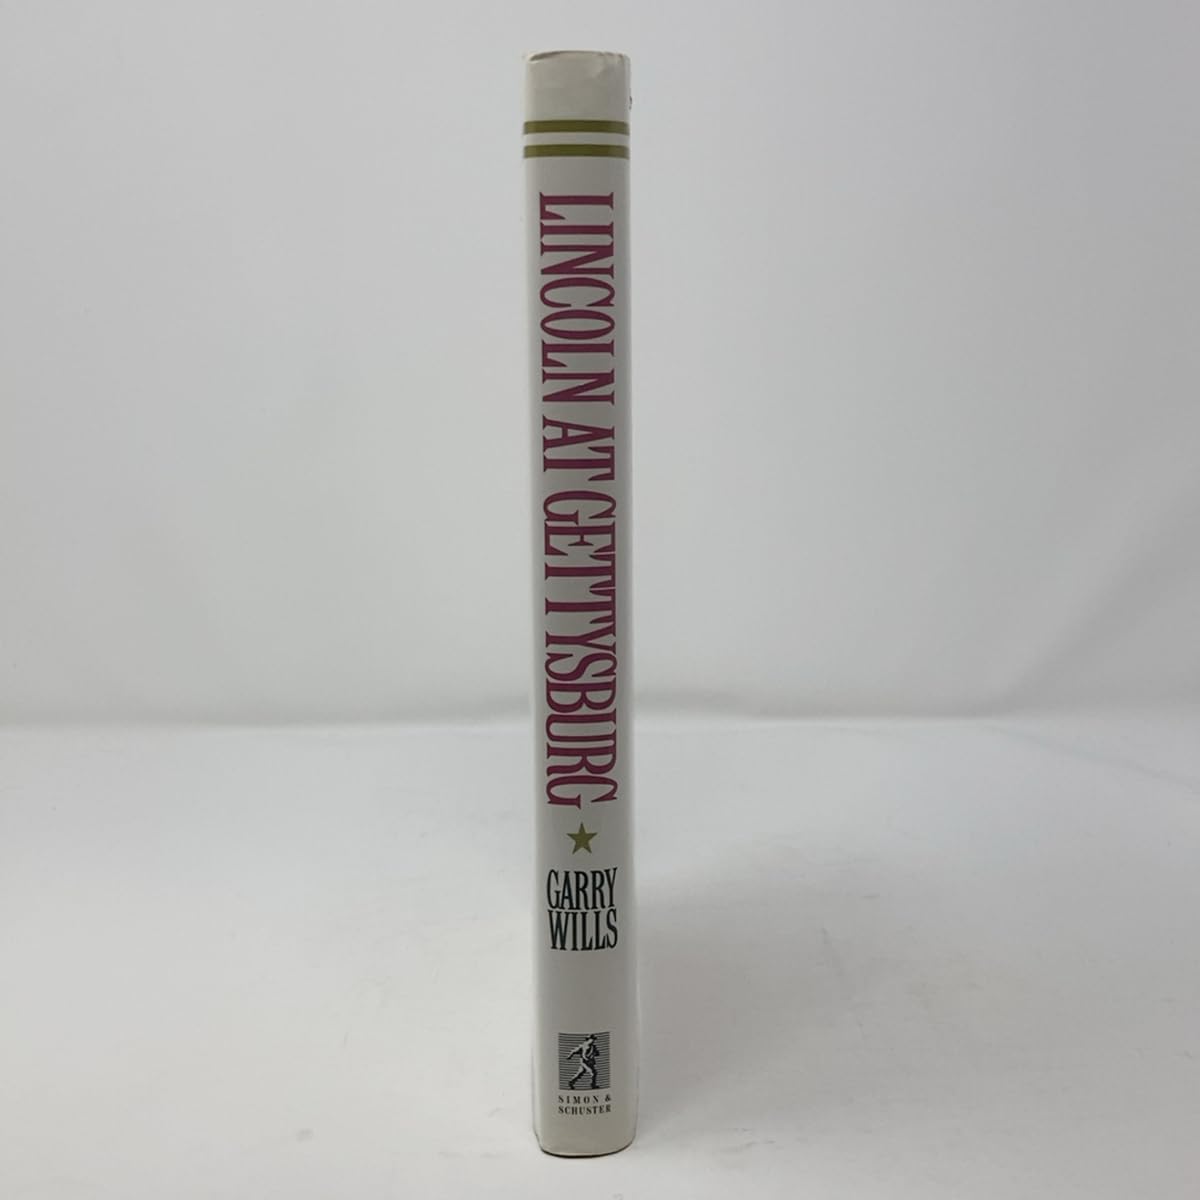 LINCOLN AT GETTYSBURG
GARRY
WILLS
SIMON &
SCHUSTER